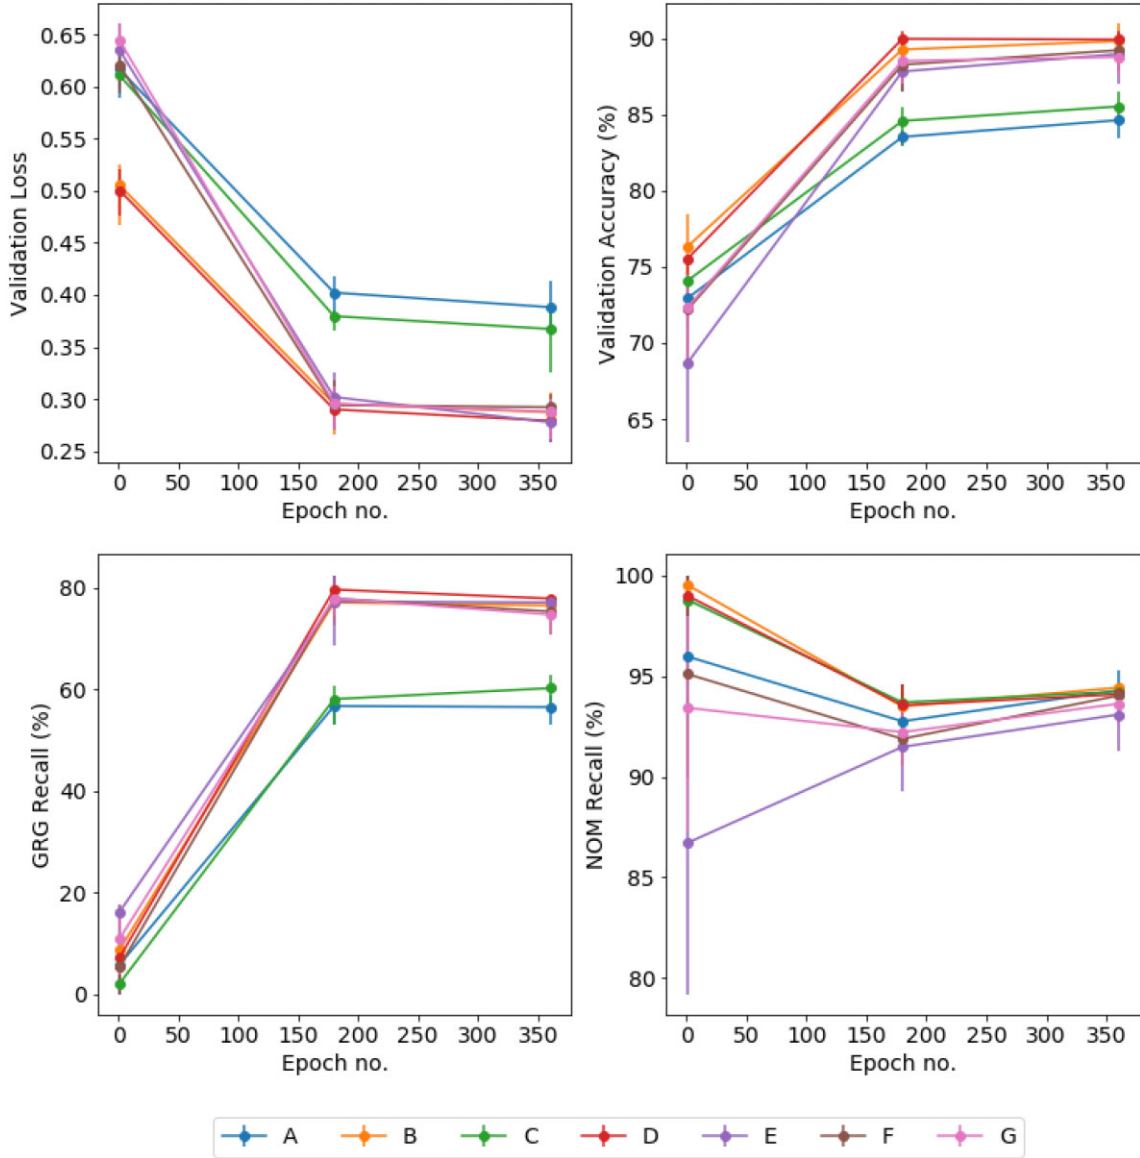 Validation Loss
0.65
0.60
0.55
0.50
0.45
0.40
0.35
0.30
0.25
0 50 100 150 200 250 300 350
Epoch no.
Validation Accuracy (%)
90
85
80
75
70
65
0 50 100 150 200 250 300 350
Epoch no.
GRG Recall (%)
80
60
40
20
0
0 50 100 150 200 250 300 350
Epoch no.
NOM Recall (%)
100
95
90
85
80
0 50 100 150 200 250 300 350
Epoch no.
A B C D E F G